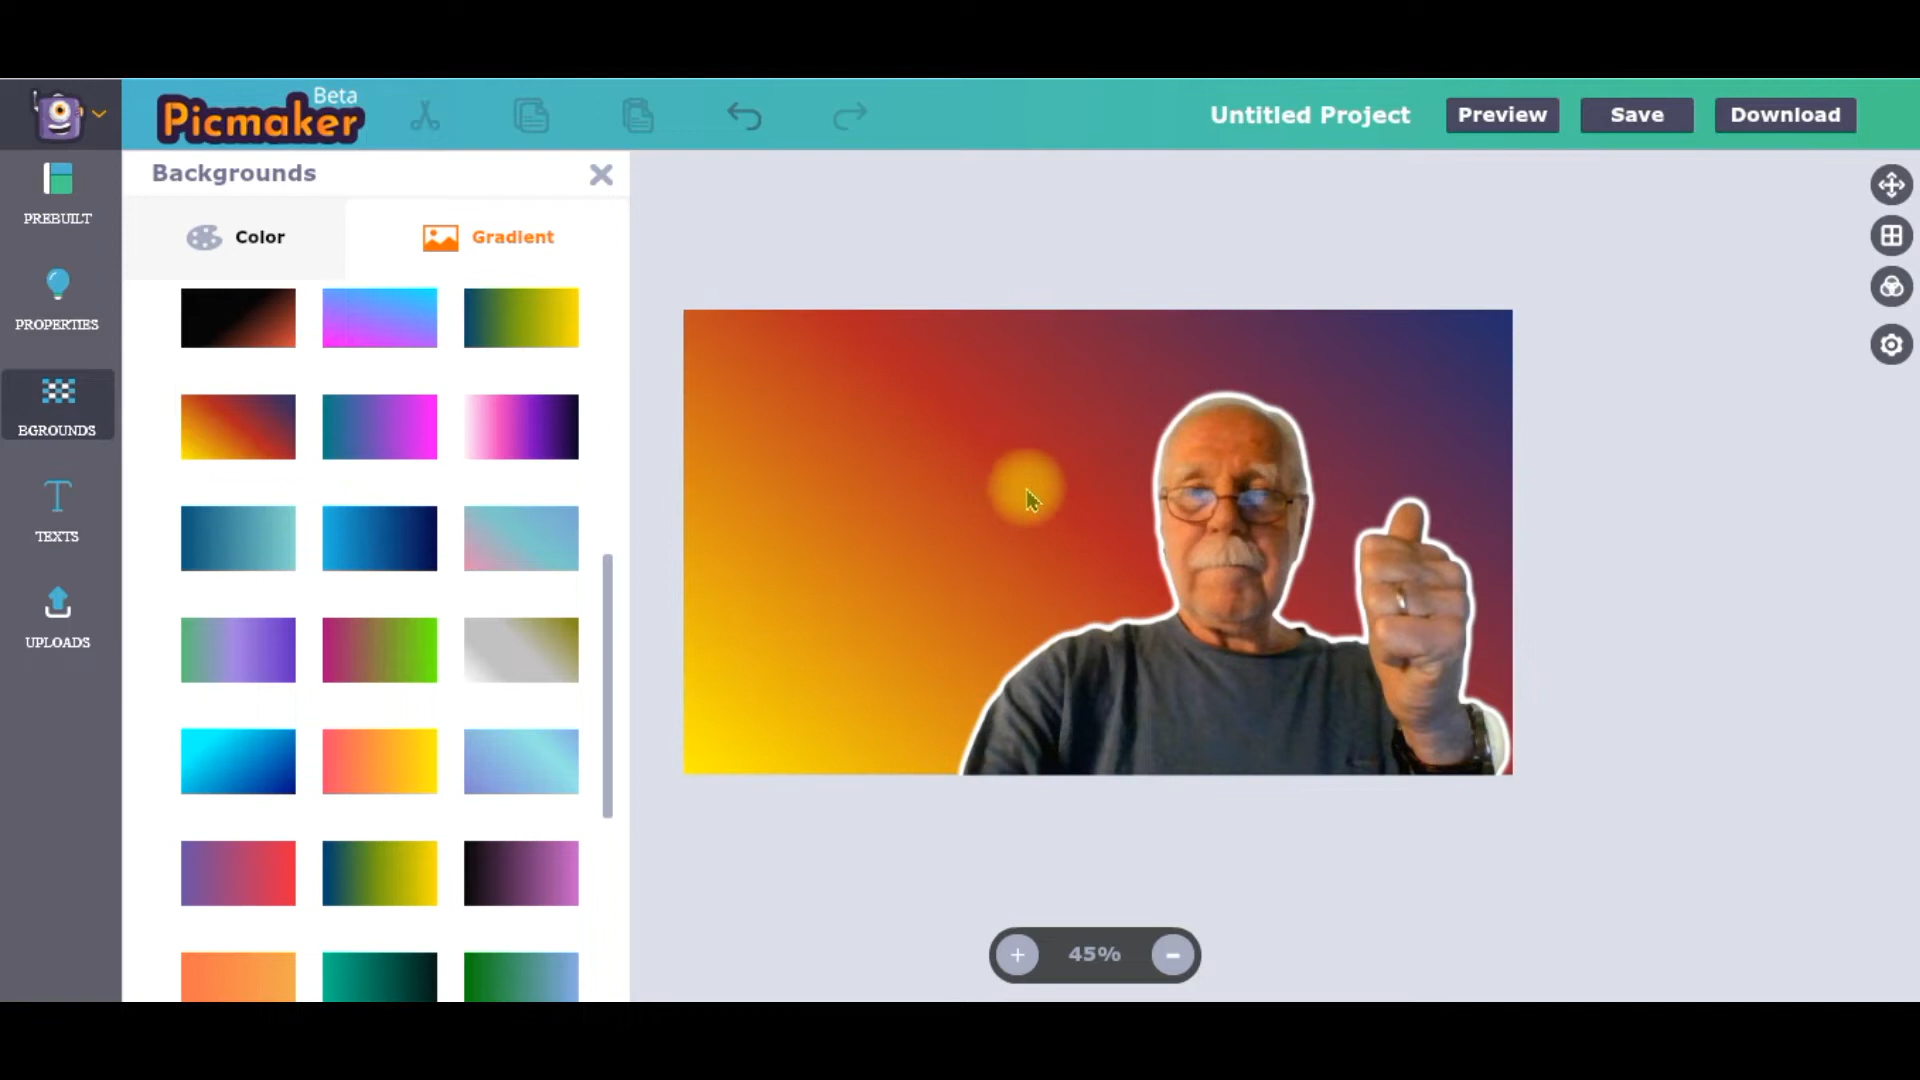 Beta
Picmaker
Untitled Project
Preview
Save
Download
Backgrounds
Color
Gradient
PREBUILT
PROPERTIES
BGROUNDS
TEXTS
UPLOADS
45%